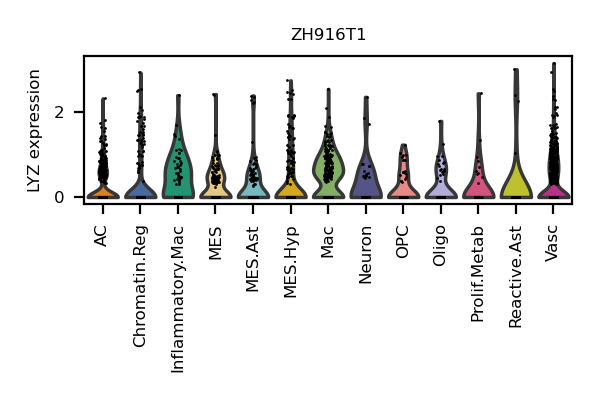 ZH916T1
LYZ expression
2
0
AC
Chromatin.Reg
Inflammatory.Mac
MES
MES.Ast
MES.Hyp
Mac
Neuron
OPC
Oligo
Prolif.Metab
Reactive.Ast
Vasc